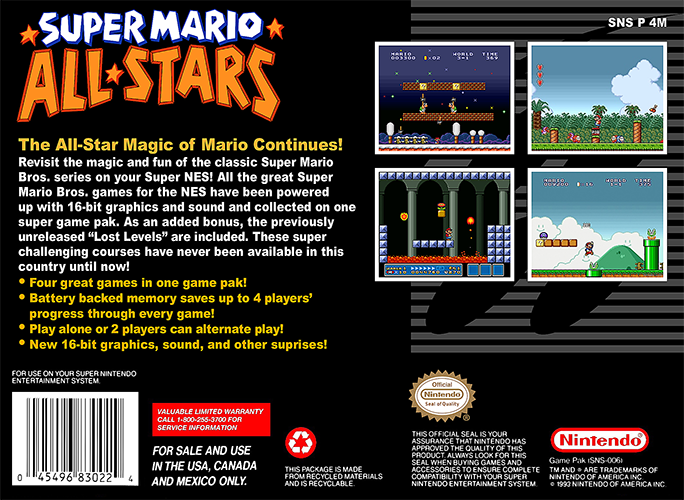 SNS P 4M
SUPER MARIO
ALL★STARS
MARIO WORLD TIME
003300 ×02 3-1 369
The All-Star Magic of Mario Continues!
Revisit the magic and fun of the classic Super Mario
Bros. series on your Super NES! All the great Super
Mario Bros. games for the NES have been powered
up with 16-bit graphics and sound and collected on one
super game pak. As an added bonus, the previously
unreleased “Lost Levels” are included. These super
challenging courses have never been available in this
country until now!
• Four great games in one game pak!
• Battery backed memory saves up to 4 players’
progress through every game!
• Play alone or 2 players can alternate play!
• New 16-bit graphics, sound, and other suprises!
MARIO WORLD TIME
FOR USE ON YOUR SUPER NINTENDO
ENTERTAINMENT SYSTEM.
0 45496 83022 4
VALUABLE LIMITED WARRANTY
CALL 1-800-255-3700 FOR
SERVICE INFORMATION
FOR SALE AND USE
IN THE USA, CANADA
AND MEXICO ONLY.
THIS PACKAGE IS MADE
FROM RECYCLED MATERIALS
AND IS RECYCLABLE.
Official
Nintendo
Seal of Quality
THIS OFFICIAL SEAL IS YOUR
ASSURANCE THAT NINTENDO HAS
APPROVED THE QUALITY OF THIS
PRODUCT. ALWAYS LOOK FOR THIS
SEAL WHEN BUYING GAMES AND
ACCESSORIES TO ENSURE COMPLETE
COMPATIBILITY WITH YOUR SUPER
NINTENDO ENTERTAINMENT SYSTEM.
Nintendo
Game Pak (SNS-006)
TM AND ® ARE TRADEMARKS OF
NINTENDO OF AMERICA INC.
© 1993 NINTENDO OF AMERICA INC.